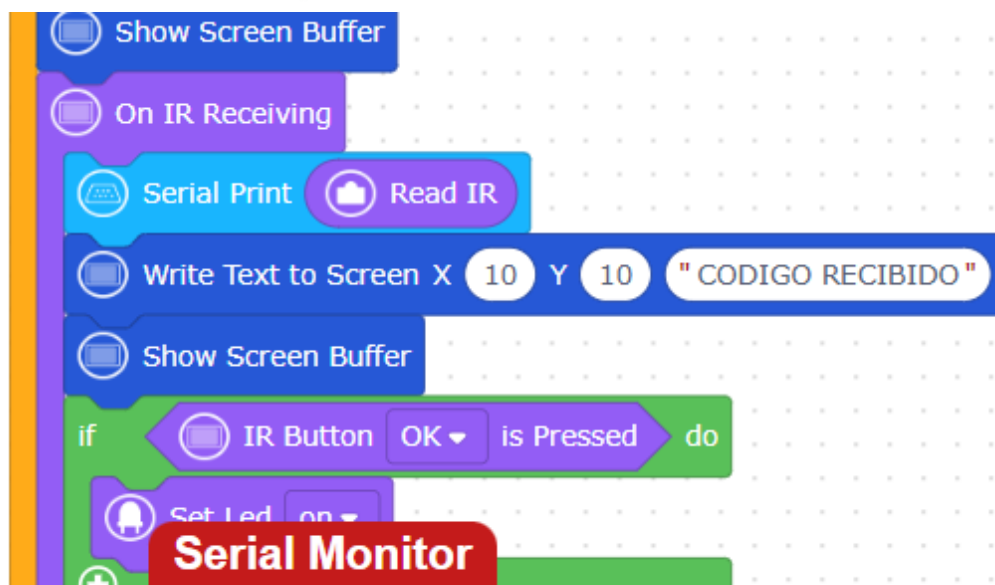 Show Screen Buffer
On IR Receiving
Serial Print Read IR
Write Text to Screen X 10 Y 10 "CODIGO RECIBIDO"
Show Screen Buffer
if IR Button OK is Pressed do
Set Led on
Serial Monitor